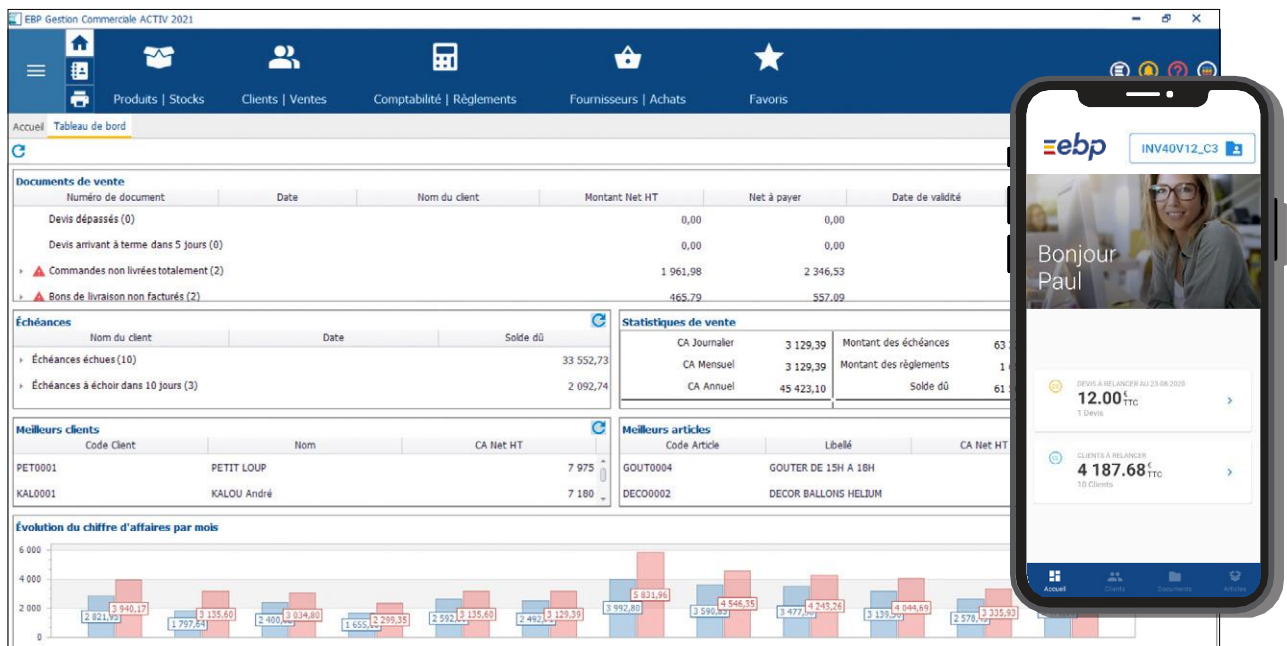 EBP Gestion Commerciale ACTIV 2021
Produits | Stocks Clients | Ventes Comptabilité | Règlements Fournisseurs | Achats Favoris
Accueil Tableau de bord
Documents de vente
Numéro de document Date Nom du client Montant Net HT Net à payer Date de validité
Devis dépassés (0) 0,00 0,00
Devis arrivant à terme dans 5 jours (0) 0,00 0,00
Commandes non livrées totalement (2) 1 961,98 2 346,53
Bons de livraison non facturés (2) 465,79 557,09
Échéances
Nom du client Date Solde dû
Échéances échues (10) 33 552,73
Échéances à échoir dans 10 jours (3) 2 092,74
Statistiques de vente
CA Journalier 3 129,39 Montant des échéances 63
CA Mensuel 3 129,39 Montant des règlements 1
CA Annuel 45 423,10 Solde dû 61
Meilleurs clients
Code Client Nom CA Net HT
PET0001 PETIT LOUP 7 975
KAL0001 KALOU André 7 180
Meilleurs articles
Code Article Libellé CA Net HT
GOUT0004 GOUTER DE 15H A 18H
DECO0002 DECOR BALLONS HELIUM
Évolution du chiffre d'affaires par mois
6 000
4 000
2 000
0
2 821,95 3 940,17 1 797,64 3 135,60 2 400, 3 034,80 1 655, 2 299,35 2 592, 3 135,60 2 492, 3 129,39 3 992,80 5 831,96 3 590, 4 546,35 3 477, 4 243,26 3 139, 4 044,69 2 578, 3 335,93
ebp INV40V12_C3
Bonjour
Paul
DEVIS À RELANCER AU 23-08-2020
12.00 € TTC
1 Devis
CLIENTS À RELANCER
4 187.68 € TTC
10 Clients
Accueil Clients Documents Articles